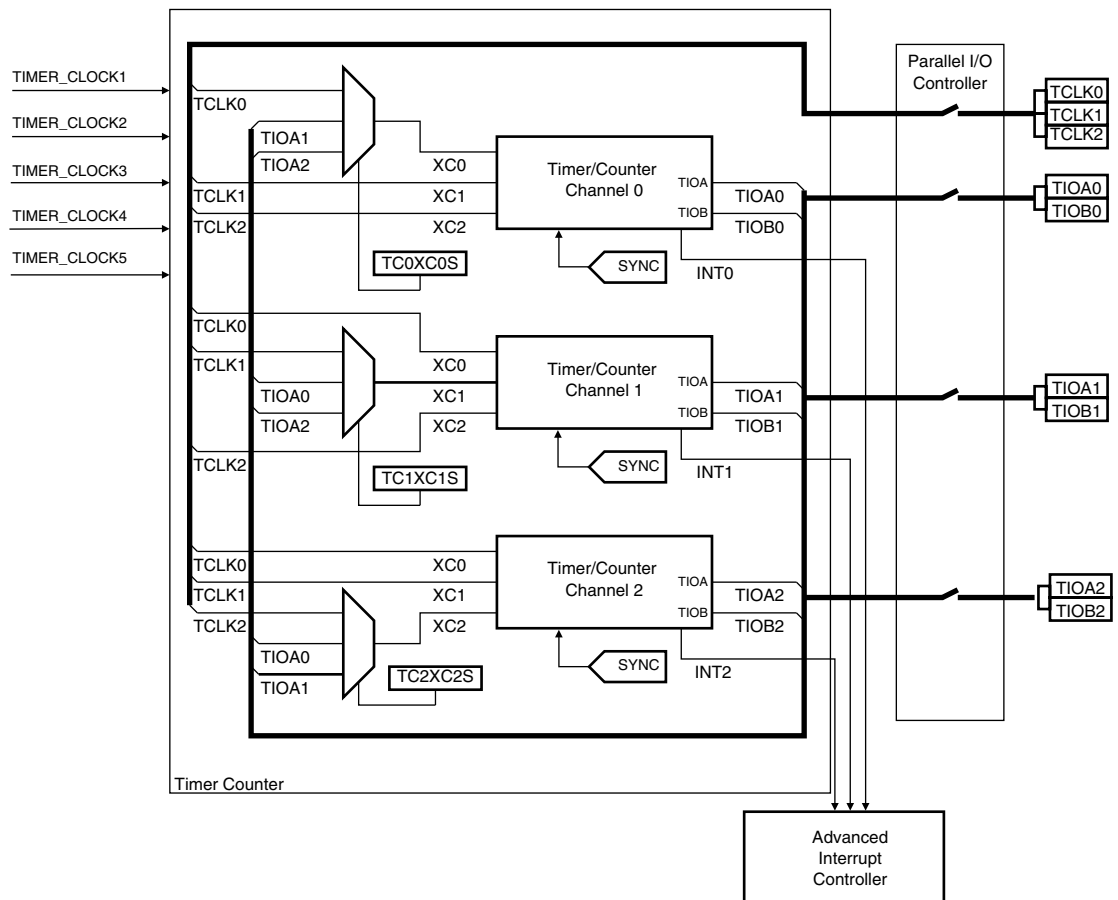 TIMER_CLOCK1
TIMER_CLOCK2
TIMER_CLOCK3
TIMER_CLOCK4
TIMER_CLOCK5
TCLK0
TIOA1
TIOA2
TCLK1
TCLK2
XC0
XC1
XC2
TC0XC0S
Timer/Counter
Channel 0
TIOA
TIOB
TIOA0
TIOB0
SYNC
INT0
TCLK0
TCLK1
TIOA0
TIOA2
TCLK2
XC0
XC1
XC2
TC1XC1S
Timer/Counter
Channel 1
TIOA
TIOB
TIOA1
TIOB1
SYNC
INT1
TCLK0
TCLK1
TCLK2
TIOA0
TIOA1
XC0
XC1
XC2
TC2XC2S
Timer/Counter
Channel 2
TIOA
TIOB
TIOA2
TIOB2
SYNC
INT2
Timer Counter
Parallel I/O
Controller
TCLK0
TCLK1
TCLK2
TIOA0
TIOB0
TIOA1
TIOB1
TIOA2
TIOB2
Advanced
Interrupt
Controller